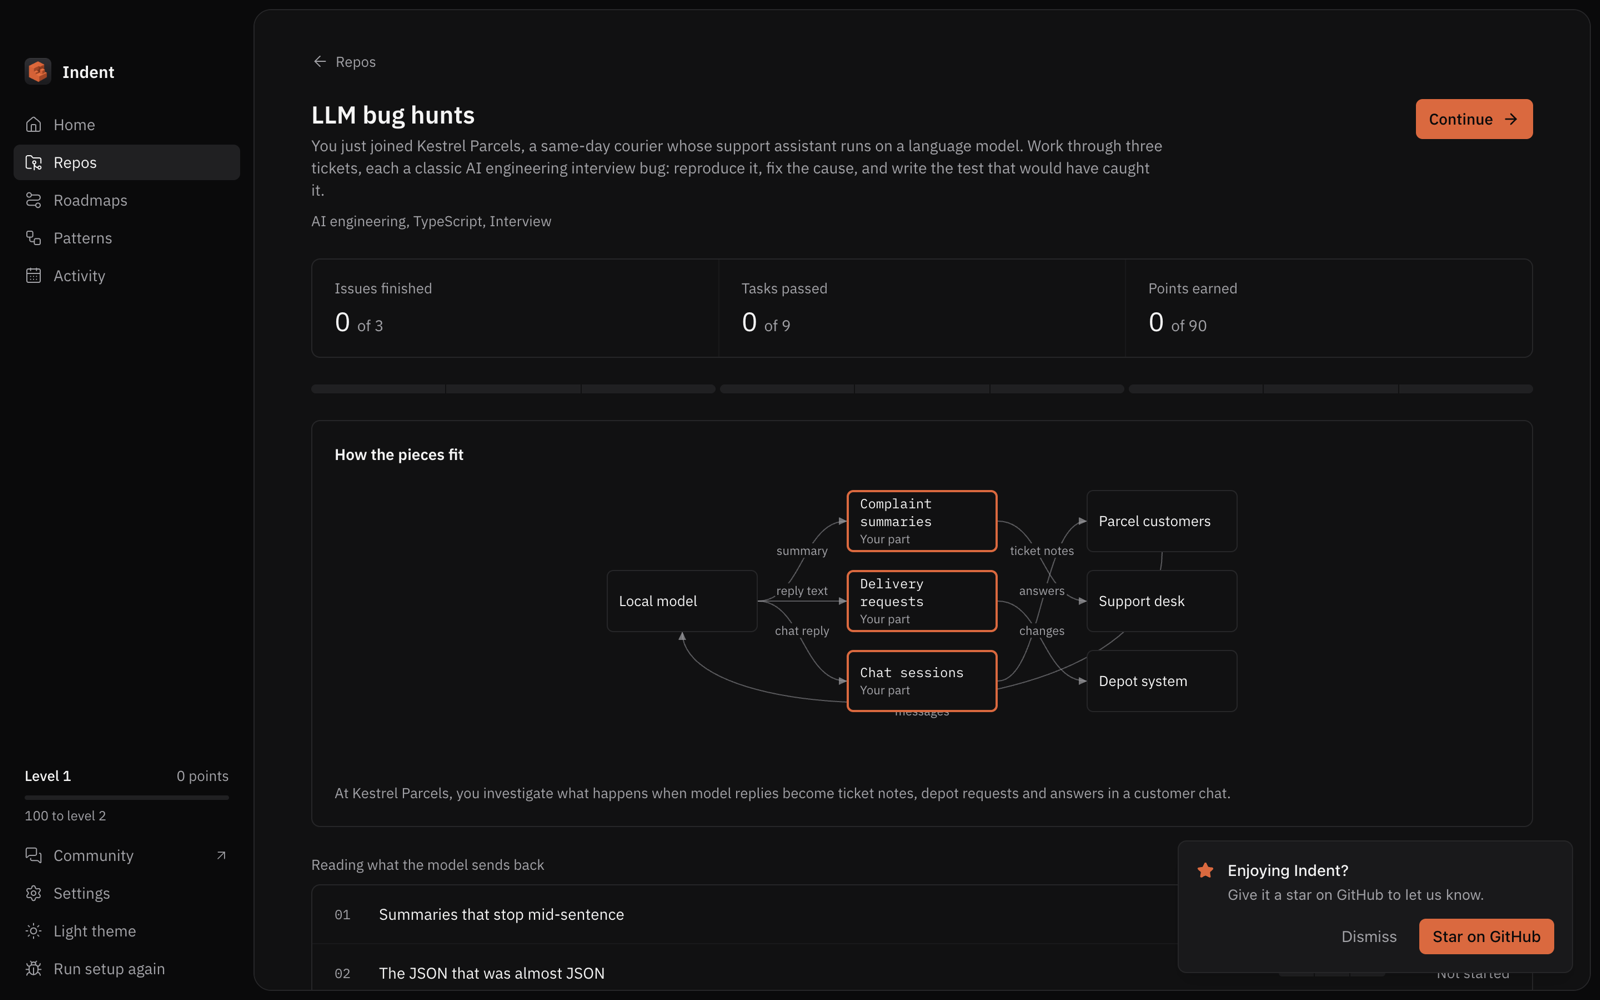 Indent
Home
Repos
Roadmaps
Patterns
Activity
Level 1
0 points
100 to level 2
Community
Settings
Light theme
Run setup again
Repos
LLM bug hunts
Continue
You just joined Kestrel Parcels, a same-day courier whose support assistant runs on a language model. Work through three
tickets, each a classic AI engineering interview bug: reproduce it, fix the cause, and write the test that would have caught
it.
AI engineering, TypeScript, Interview
Issues finished
0 of 3
Tasks passed
0 of 9
Points earned
0 of 90
How the pieces fit
Local model
summary
reply text
chat reply
Complaint
summaries
Your part
Delivery
requests
Your part
Chat sessions
Your part
messages
ticket notes
answers
changes
Parcel customers
Support desk
Depot system
At Kestrel Parcels, you investigate what happens when model replies become ticket notes, depot requests and answers in a customer chat.
Reading what the model sends back
01 Summaries that stop mid-sentence
02 The JSON that was almost JSON
Not started
Enjoying Indent?
Give it a star on GitHub to let us know.
Dismiss
Star on GitHub